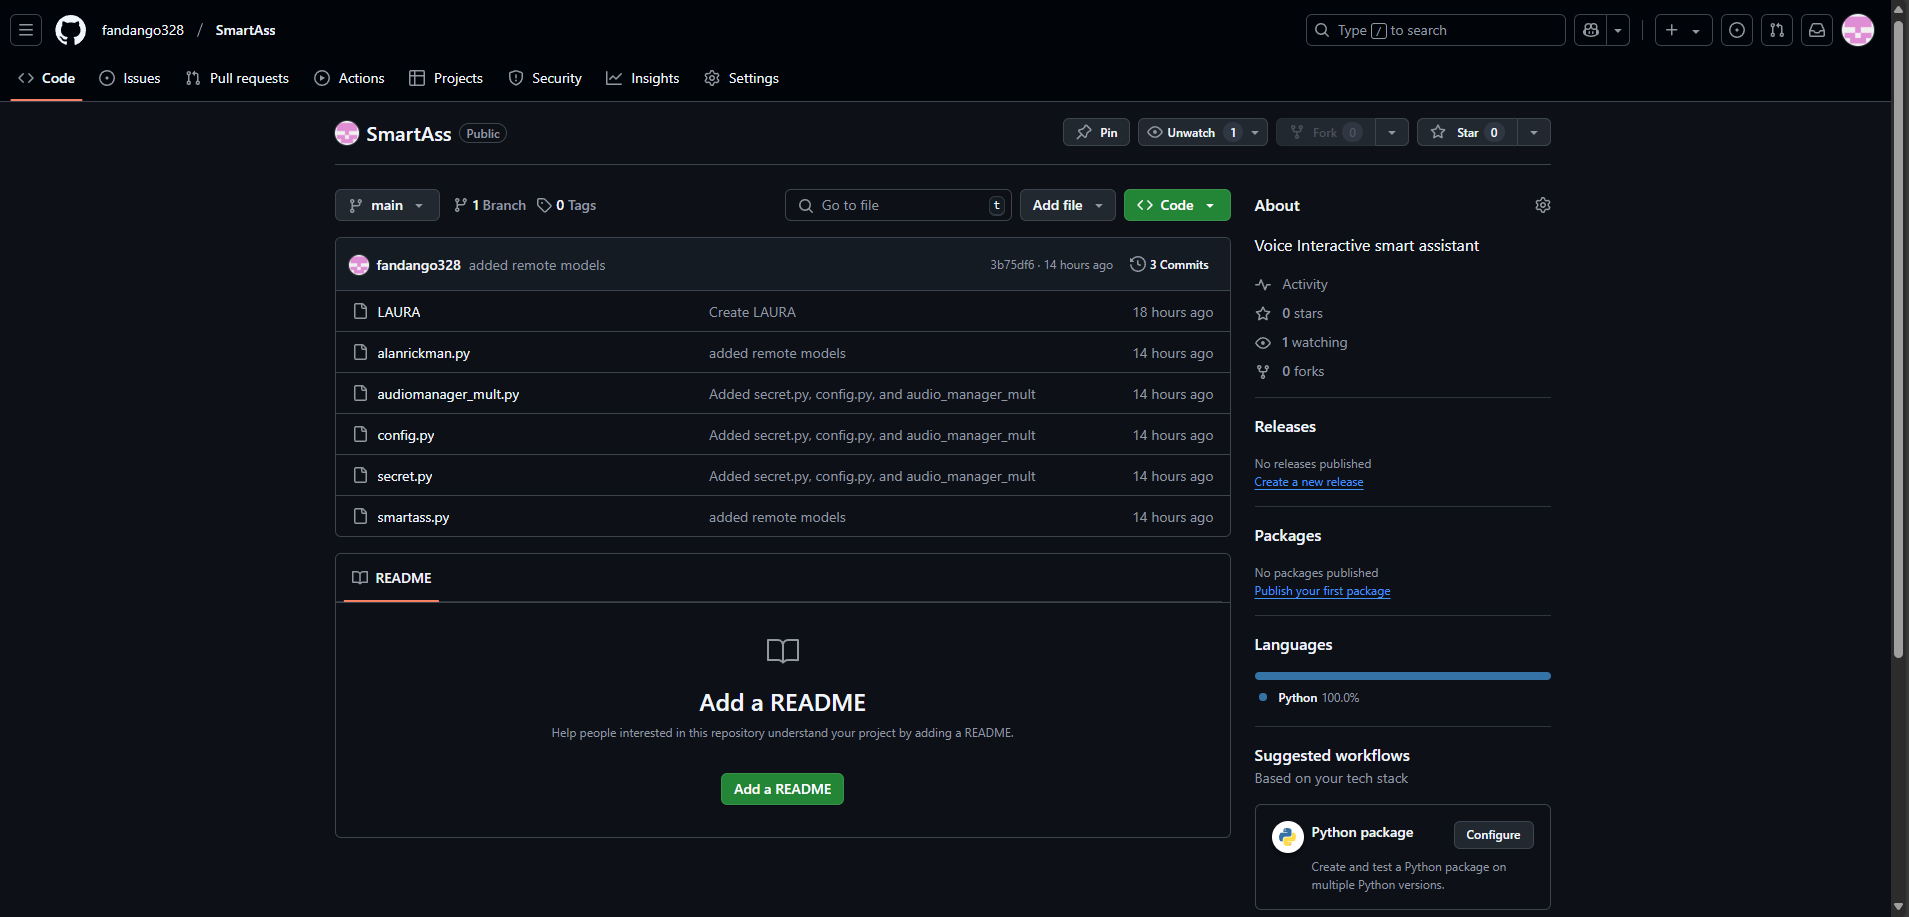 fandango328 / SmartAss
Type / to search
Code Issues Pull requests Actions Projects Security Insights Settings
SmartAss Public
Pin Unwatch 1 Fork 0 Star 0
main 1 Branch 0 Tags Go to file t Add file Code
fandango328 added remote models 3b75df6 · 14 hours ago 3 Commits
LAURA Create LAURA 18 hours ago
alanrickman.py added remote models 14 hours ago
audiomanager_mult.py Added secret.py, config.py, and audio_manager_mult 14 hours ago
config.py Added secret.py, config.py, and audio_manager_mult 14 hours ago
secret.py Added secret.py, config.py, and audio_manager_mult 14 hours ago
smartass.py added remote models 14 hours ago
README
Add a README
Help people interested in this repository understand your project by adding a README.
Add a README
About
Voice Interactive smart assistant
Activity
0 stars
1 watching
0 forks
Releases
No releases published
Create a new release
Packages
No packages published
Publish your first package
Languages
Python 100.0%
Suggested workflows
Based on your tech stack
Python package Configure
Create and test a Python package on
multiple Python versions.